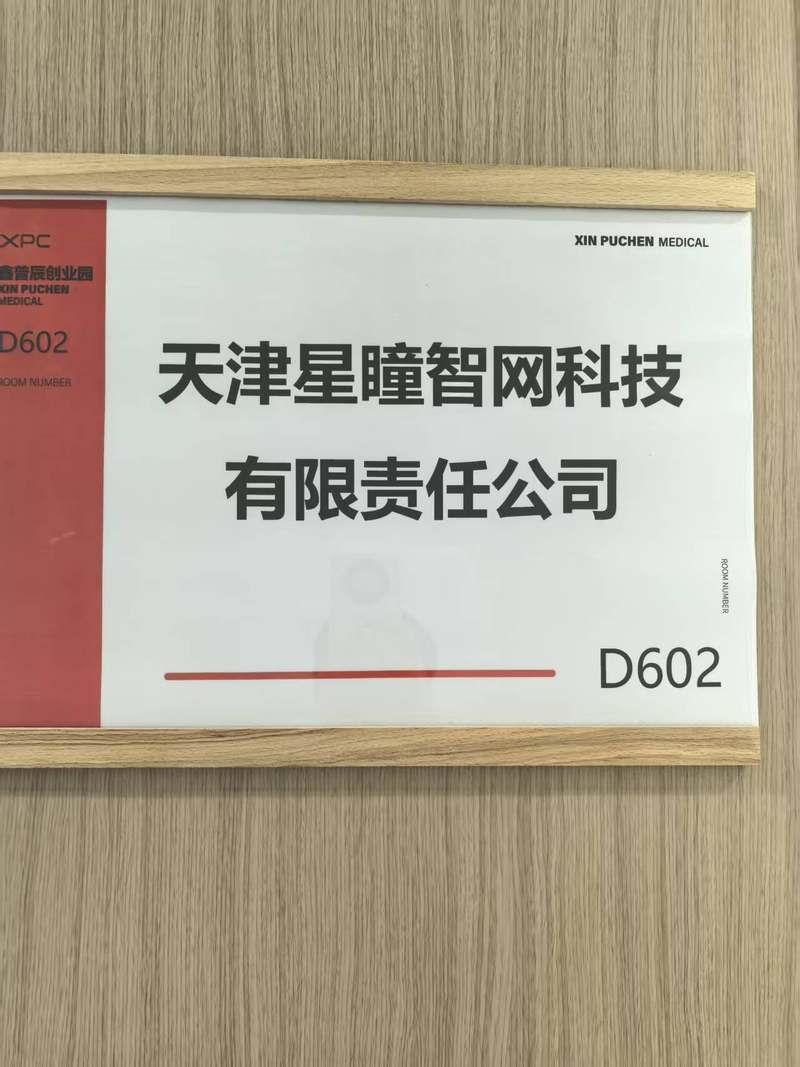 XPC
鑫普辰创业园
XIN PUCHEN
MEDICAL
D602
ROOM NUMBER
XIN PUCHEN MEDICAL
天津星瞳智网科技
有限责任公司
ROOM NUMBER
D602